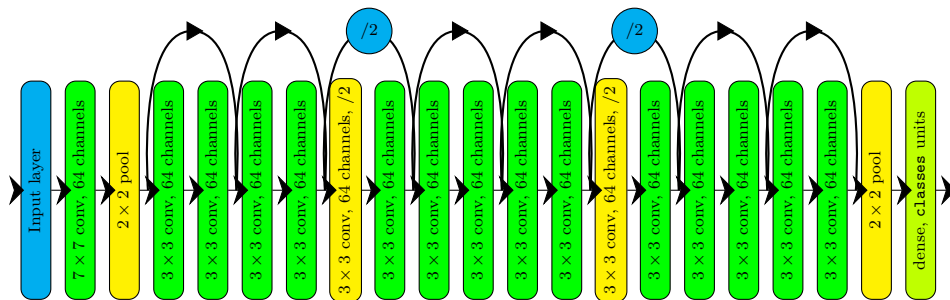 /2
/2
Input layer
7 × 7 conv, 64 channels
2 × 2 pool
3 × 3 conv, 64 channels
3 × 3 conv, 64 channels
3 × 3 conv, 64 channels
3 × 3 conv, 64 channels
3 × 3 conv, 64 channels, /2
3 × 3 conv, 64 channels
3 × 3 conv, 64 channels
3 × 3 conv, 64 channels
3 × 3 conv, 64 channels
3 × 3 conv, 64 channels
3 × 3 conv, 64 channels, /2
3 × 3 conv, 64 channels
3 × 3 conv, 64 channels
3 × 3 conv, 64 channels
3 × 3 conv, 64 channels
3 × 3 conv, 64 channels
2 × 2 pool
dense, classes units